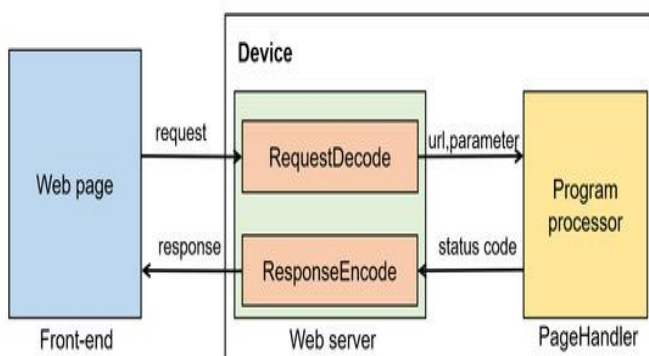 Device
request
RequestDecode
url,parameter
Web page
Program
processor
response
ResponseEncode
status code
Front-end
Web server
PageHandler